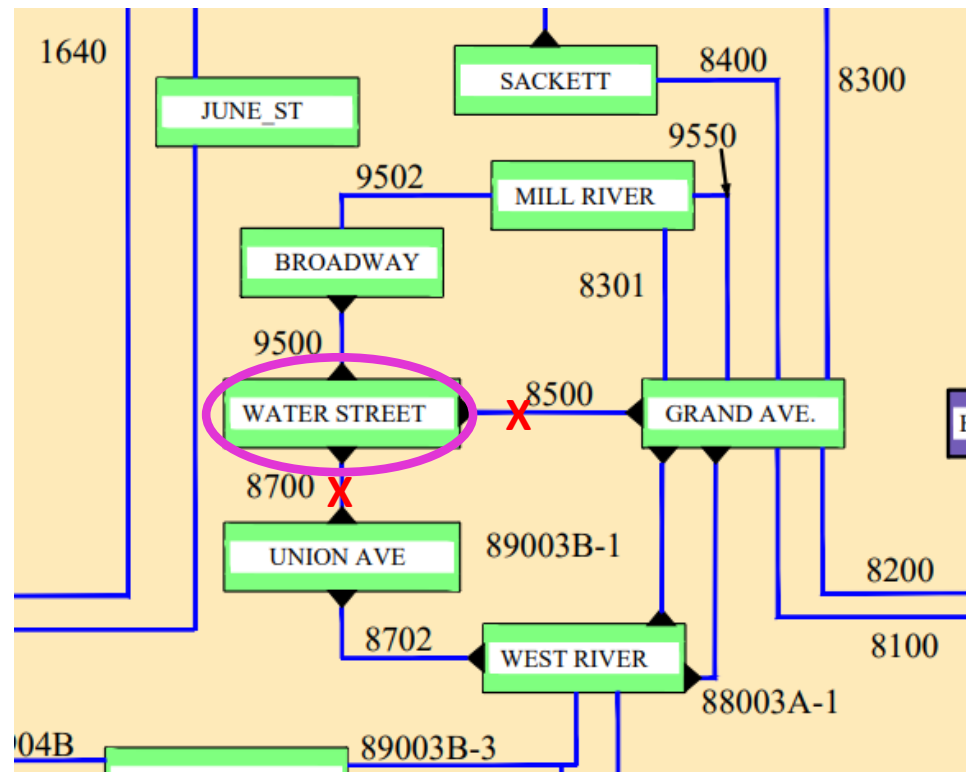 1640
8400
8300
SACKETT
JUNE_ST
9550
9502
MILL RIVER
BROADWAY
8301
9500
8500
WATER STREET
X
GRAND AVE.
8700
X
UNION AVE
89003B-1
8200
8702
WEST RIVER
8100
88003A-1
04B
89003B-3